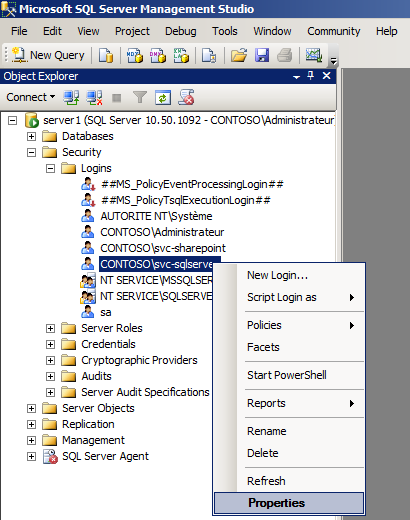 Microsoft SQL Server Management Studio
File Edit View Project Debug Tools Window Community Help
New Query
Object Explorer
Connect
server1 (SQL Server 10.50.1092 - CONTOSO\Administrateur
Databases
Security
Logins
##MS_PolicyEventProcessingLogin##
##MS_PolicyTsqlExecutionLogin##
AUTORITE NT\Système
CONTOSO\Administrateur
CONTOSO\svc-sharepoint
CONTOSO\svc-sqlserve
NT SERVICE\MSSQLSER
NT SERVICE\SQLSERVE
sa
Server Roles
Credentials
Cryptographic Providers
Audits
Server Audit Specifications
Server Objects
Replication
Management
SQL Server Agent
New Login...
Script Login as
Policies
Facets
Start PowerShell
Reports
Rename
Delete
Refresh
Properties